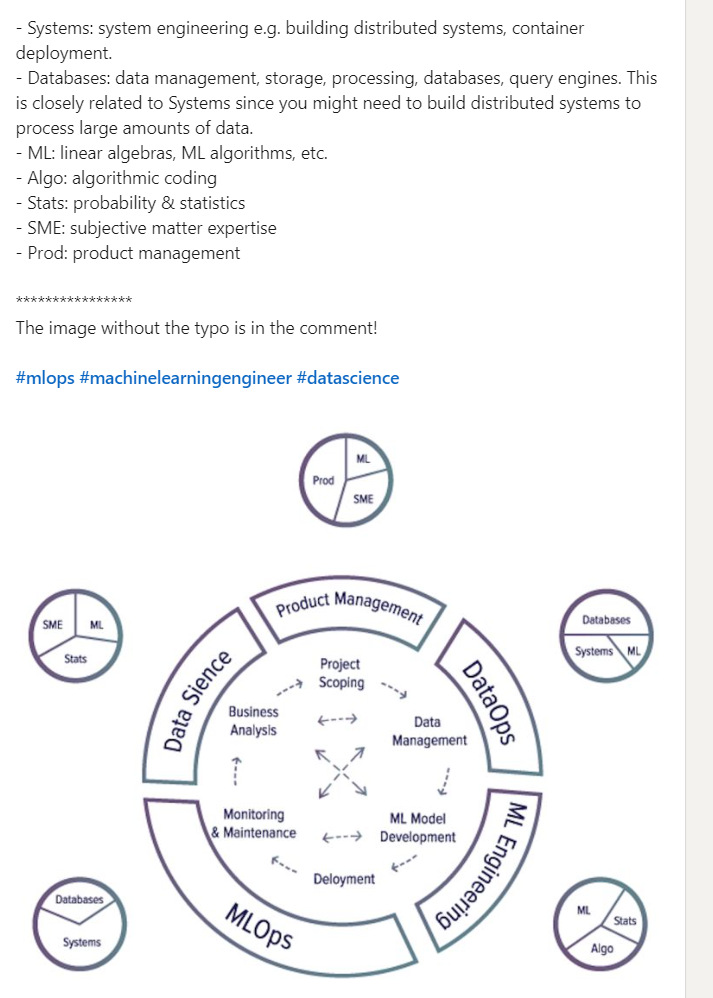 - Systems: system engineering e.g. building distributed systems, container
deployment.
- Databases: data management, storage, processing, databases, query engines. This
is closely related to Systems since you might need to build distributed systems to
process large amounts of data.
- ML: linear algebras, ML algorithms, etc.
- Algo: algorithmic coding
- Stats: probability & statistics
- SME: subjective matter expertise
- Prod: product management
****************
The image without the typo is in the comment!
#mlops #machinelearningengineer #datascience
Prod
ML
SME
SME
ML
Stats
Product Management
Databases
Systems
ML
Data Sience
DataOps
Project
Scoping
Business
Analysis
Data
Management
Monitoring
& Maintenance
ML Model
Development
Deloyment
ML Engineering
MLOps
Databases
Systems
ML
Stats
Algo